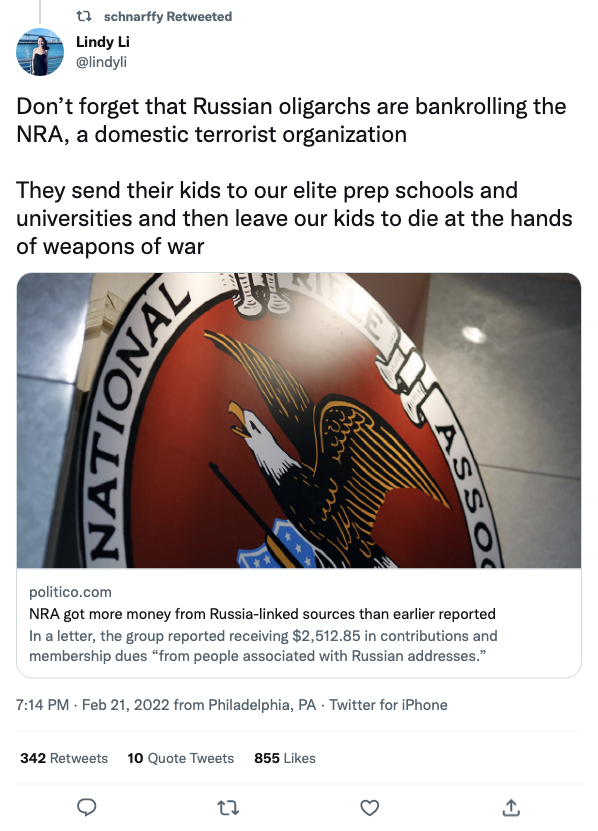 schnarffy Retweeted
Lindy Li
@lindyli
Don’t forget that Russian oligarchs are bankrolling the
NRA, a domestic terrorist organization
They send their kids to our elite prep schools and
universities and then leave our kids to die at the hands
of weapons of war
NATIONAL RIFLE ASSOC
politico.com
NRA got more money from Russia-linked sources than earlier reported
In a letter, the group reported receiving $2,512.85 in contributions and
membership dues “from people associated with Russian addresses.”
7:14 PM · Feb 21, 2022 from Philadelphia, PA · Twitter for iPhone
342 Retweets 10 Quote Tweets 855 Likes